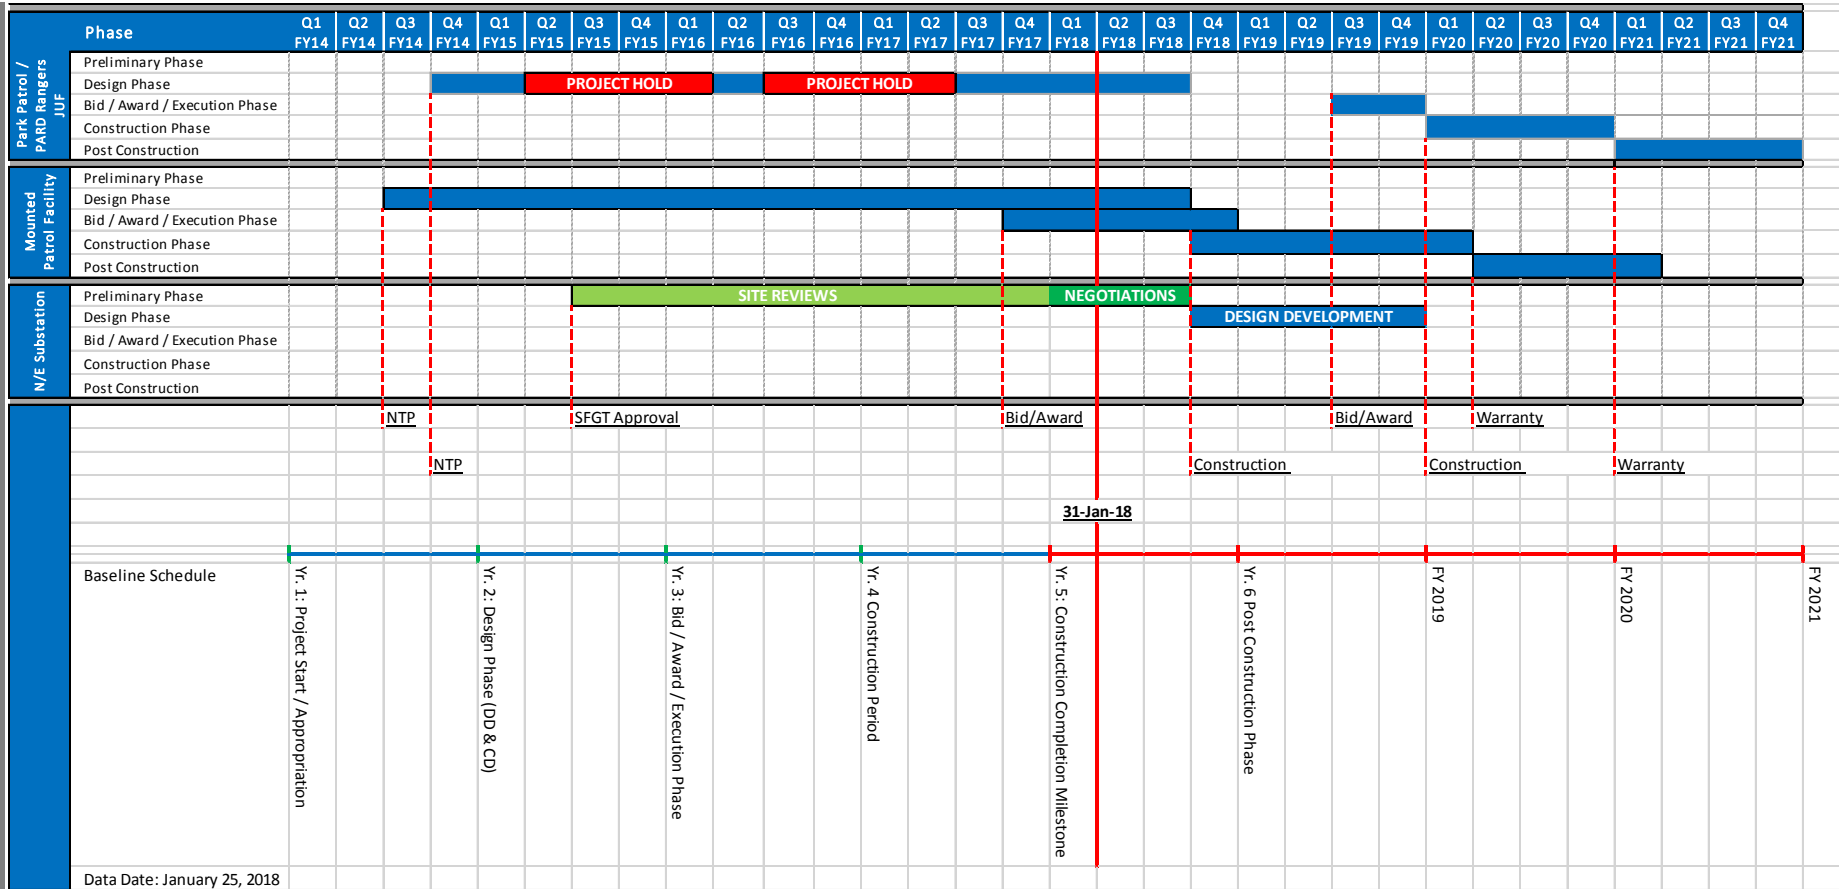 Phase
Q1 Q2 Q3 Q4 Q1 Q2 Q3 Q4 Q1 Q2 Q3 Q4 Q1 Q2 Q3 Q4 Q1 Q2 Q3 Q4 Q1 Q2 Q3 Q4 Q1 Q2 Q3 Q4 Q1 Q2 Q3 Q4
FY14 FY14 FY14 FY14 FY15 FY15 FY15 FY15 FY16 FY16 FY16 FY16 FY17 FY17 FY17 FY17 FY18 FY18 FY18 FY18 FY19 FY19 FY19 FY19 FY20 FY20 FY20 FY20 FY21 FY21 FY21 FY21
Park Patrol /
PARD Rangers
JUF
Preliminary Phase
Design Phase PROJECT HOLD PROJECT HOLD
Bid / Award / Execution Phase
Construction Phase
Post Construction
Mounted
Patrol Facility
Preliminary Phase
Design Phase
Bid / Award / Execution Phase
Construction Phase
Post Construction
N/E Substation
Preliminary Phase SITE REVIEWS NEGOTIATIONS
Design Phase DESIGN DEVELOPMENT
Bid / Award / Execution Phase
Construction Phase
Post Construction
NTP SFGT Approval Bid/Award Bid/Award Warranty
NTP Construction Construction Warranty
31-Jan-18
Baseline Schedule
Yr. 1: Project Start / Appropriation
Yr. 2: Design Phase (DD & CD)
Yr. 3: Bid / Award / Execution Phase
Yr. 4 Construction Period
Yr. 5: Construction Completion Milestone
Yr. 6 Post Construction Phase
FY 2019
FY 2020
FY 2021
Data Date: January 25, 2018